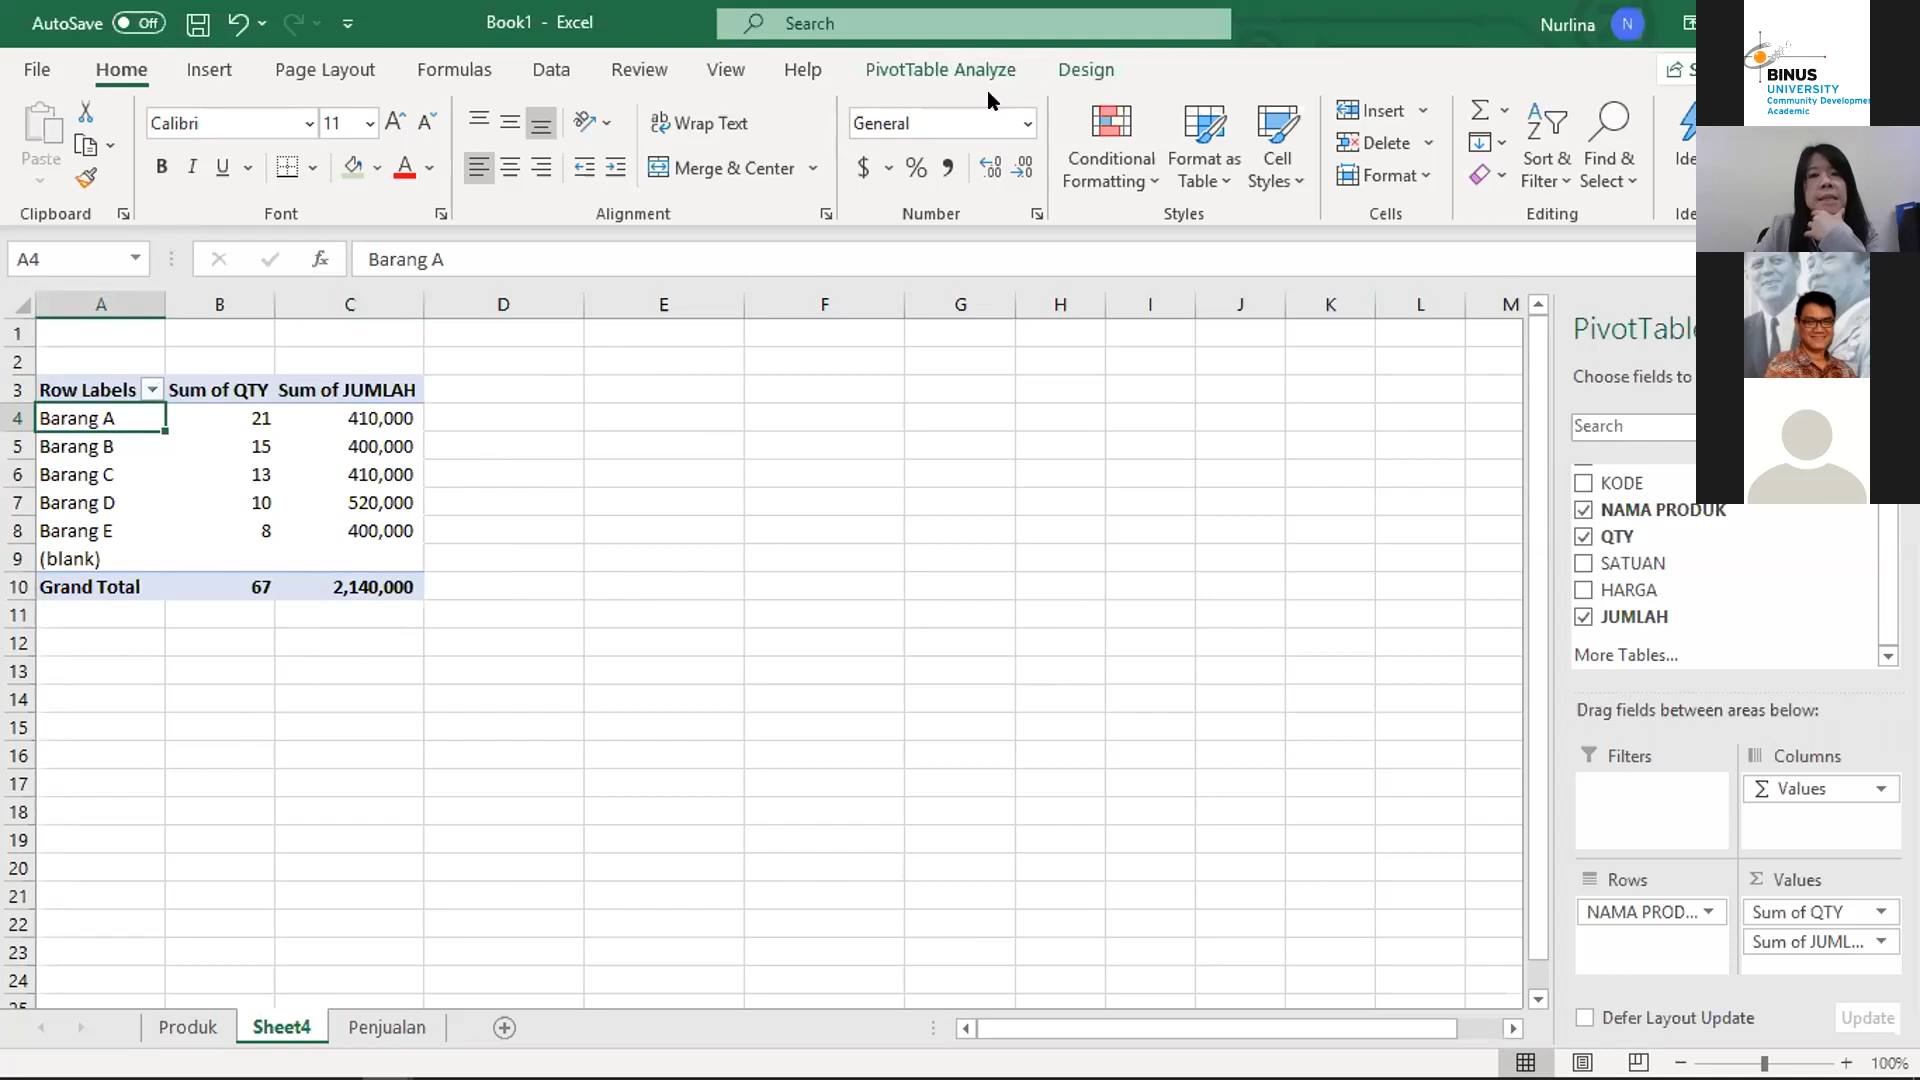 AutoSave Off Book1 - Excel Search Nurlina N
File Home Insert Page Layout Formulas Data Review View Help PivotTable Analyze Design S
BINUS
UNIVERSITY
Community Developme
Academic
Calibri 11 Wrap Text General Insert
Paste B I U Merge & Center $ % Conditional Formatting Format as Table Cell Styles Delete Format Sort & Filter Find & Select Ide
Clipboard Font Alignment Number Styles Cells Editing Ide
A4 fx Barang A
A B C D E F G H I J K L M
1
2
3 Row Labels Sum of QTY Sum of JUMLAH
4 Barang A 21 410,000
5 Barang B 15 400,000
6 Barang C 13 410,000
7 Barang D 10 520,000
8 Barang E 8 400,000
9 (blank)
10 Grand Total 67 2,140,000
11
12
13
14
15
16
17
18
19
20
21
22
23
24
25
PivotTabl
Choose fields to
Search
KODE
NAMA PRODUK
QTY
SATUAN
HARGA
JUMLAH
More Tables...
Drag fields between areas below:
Filters Columns
Σ Values
Rows Σ Values
NAMA PROD... Sum of QTY
Sum of JUML...
Defer Layout Update Update
Produk Sheet4 Penjualan
100%